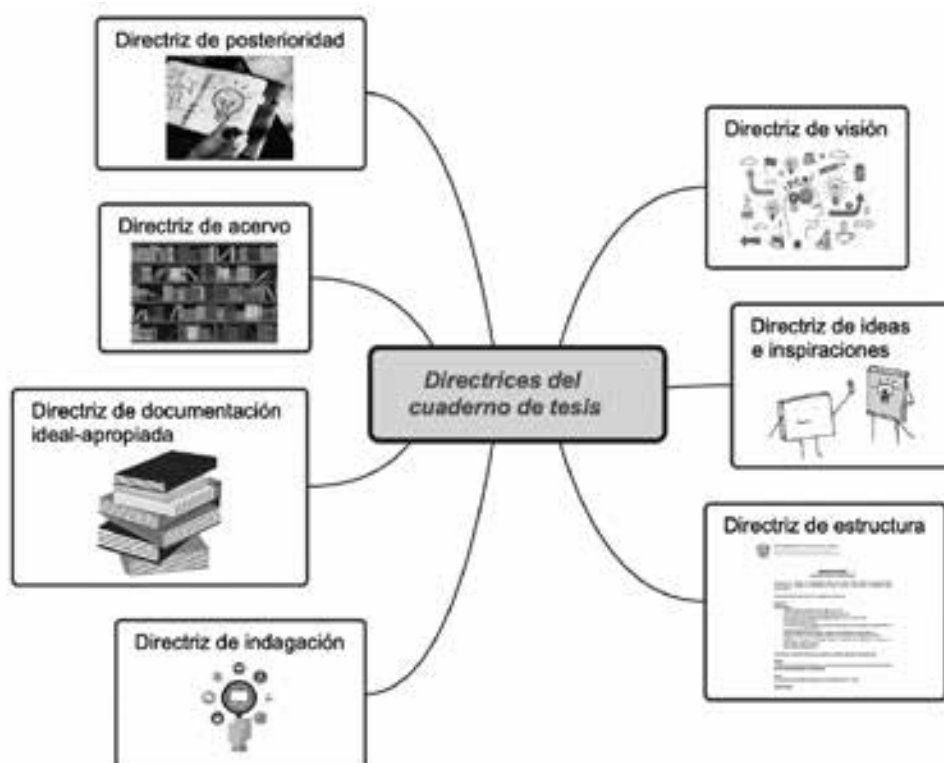 Directriz de posterioridad
Directriz de acervo
Directriz de documentación
ideal-apropiada
Directriz de indagación
Directrices del
cuaderno de tesis
Directriz de visión
Directriz de ideas
e inspiraciones
Directriz de estructura